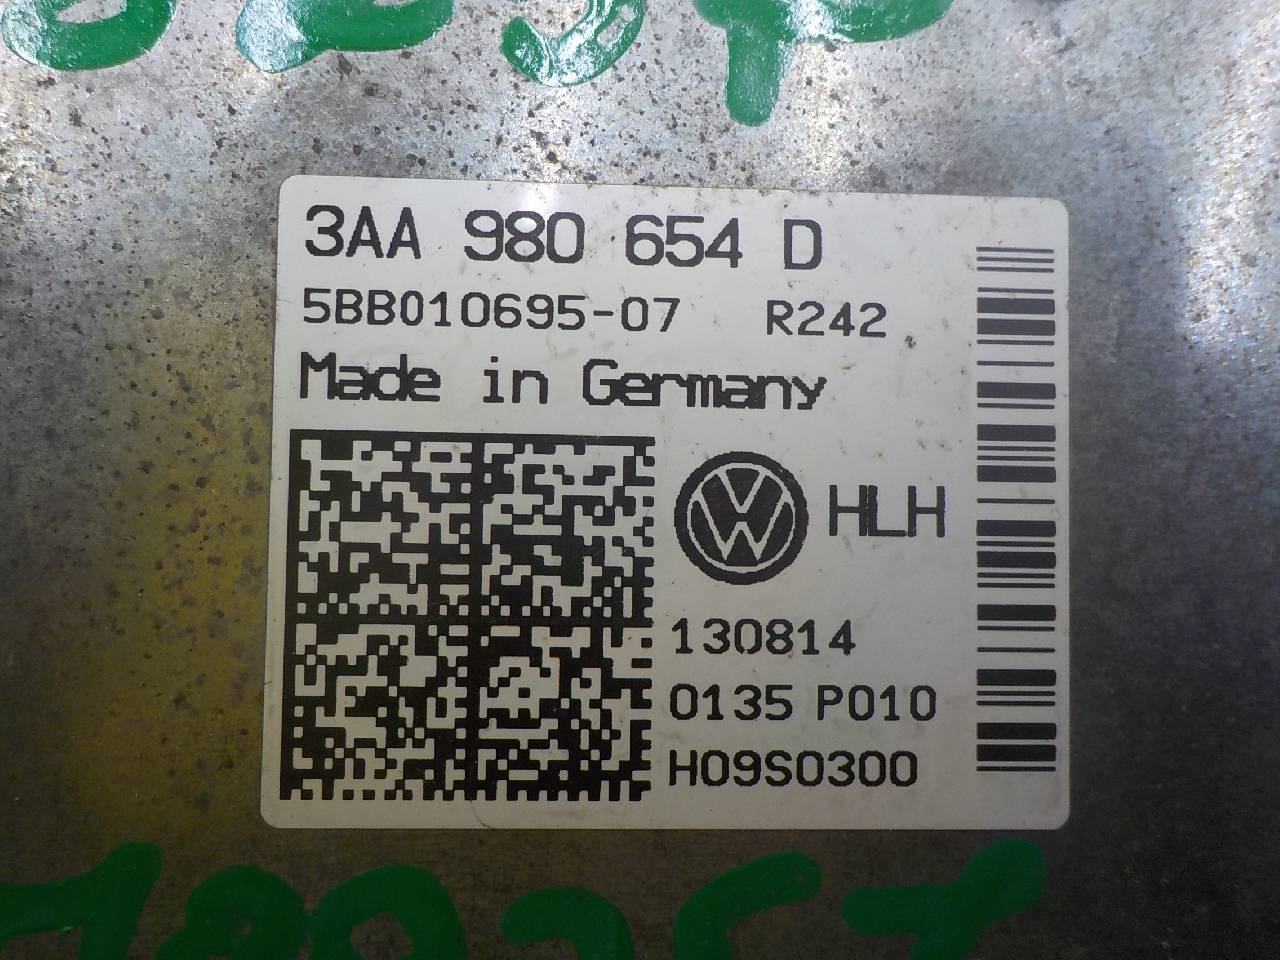 3AA 980 654 D
5BB010695-07 R242
Made in Germany
HLH
130814
0135 P010
H09S0300